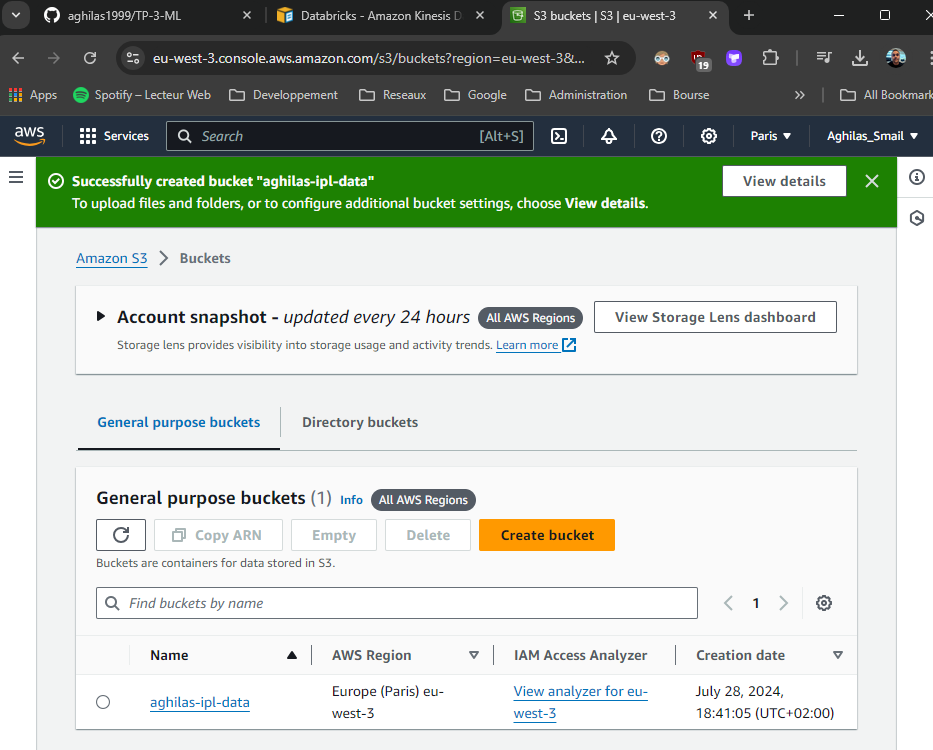 aghilas1999/TP-3-ML
Databricks - Amazon Kinesis D
S3 buckets | S3 | eu-west-3
eu-west-3.console.aws.amazon.com/s3/buckets?region=eu-west-3&...
19
Apps
Spotify – Lecteur Web
Developpement
Reseaux
Google
Administration
Bourse
All Bookmark
aws
Services
Search
[Alt+S]
Paris
Aghilas_Smail
Successfully created bucket "aghilas-ipl-data"
To upload files and folders, or to configure additional bucket settings, choose View details.
View details
Amazon S3
Buckets
Account snapshot - updated every 24 hours
All AWS Regions
View Storage Lens dashboard
Storage lens provides visibility into storage usage and activity trends. Learn more
General purpose buckets
Directory buckets
General purpose buckets (1)
Info
All AWS Regions
Copy ARN
Empty
Delete
Create bucket
Buckets are containers for data stored in S3.
Find buckets by name
1
Name
AWS Region
IAM Access Analyzer
Creation date
aghilas-ipl-data
Europe (Paris) eu-
west-3
View analyzer for eu-
west-3
July 28, 2024,
18:41:05 (UTC+02:00)